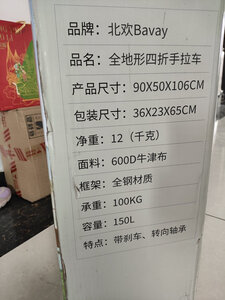 品牌：北欢Bavay
品名：全地形四折手拉车
产品尺寸：90X50X106CM
包装尺寸：36X23X65CM
净重：12（千克）
面料：600D牛津布
框架：全钢材质
承重：100KG
容量：150L
特点：带刹车、转向轴承